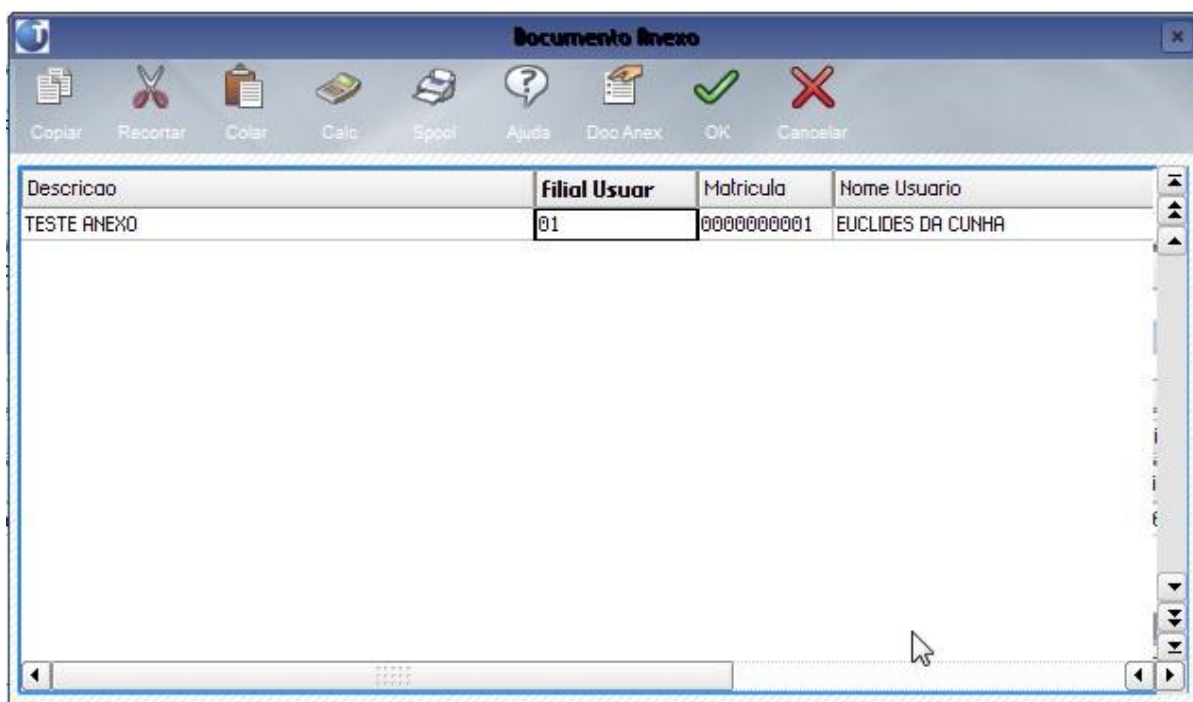 Documento Anexo
Copiar Recortar Colar Calc Spool Ajuda Doc Anex OK Cancelar
Descricao Filial Usuar Matricula Nome Usuario
TESTE ANEXO 01 0000000001 EUCLIDES DA CUNHA